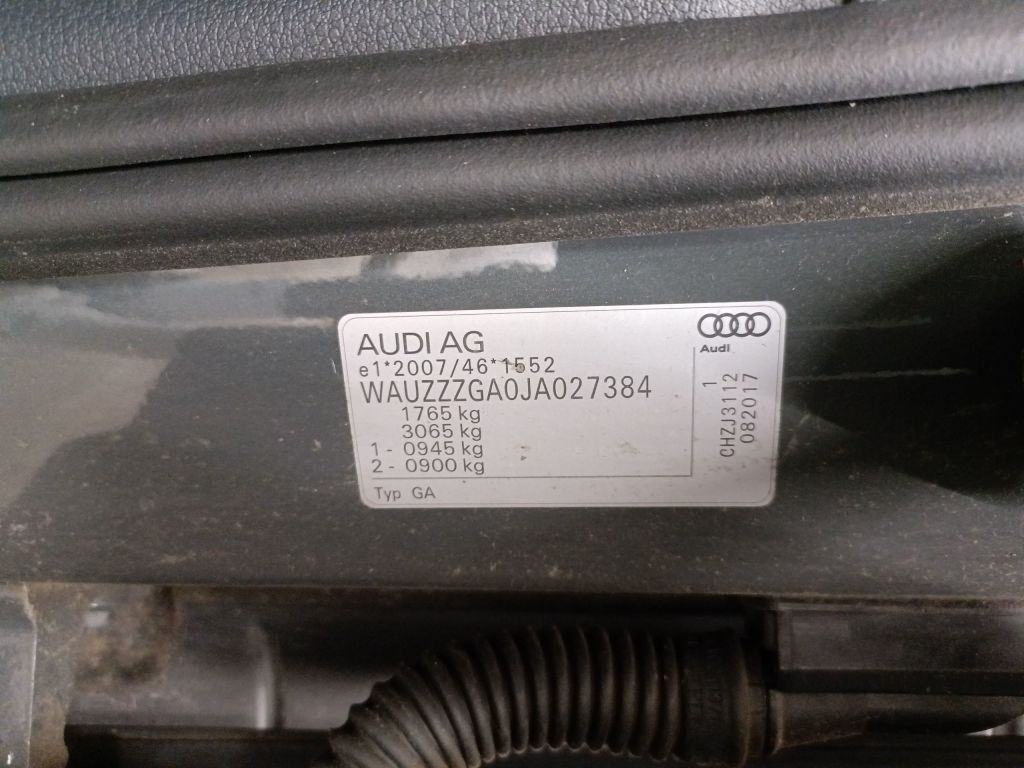 AUDI AG
e1*2007/46*1552
WAUZZZGA0JA027384
1765 kg
3065 kg
1 - 0945 kg
2 - 0900 kg
Typ GA
Audi
CHZJ3112 1
082017